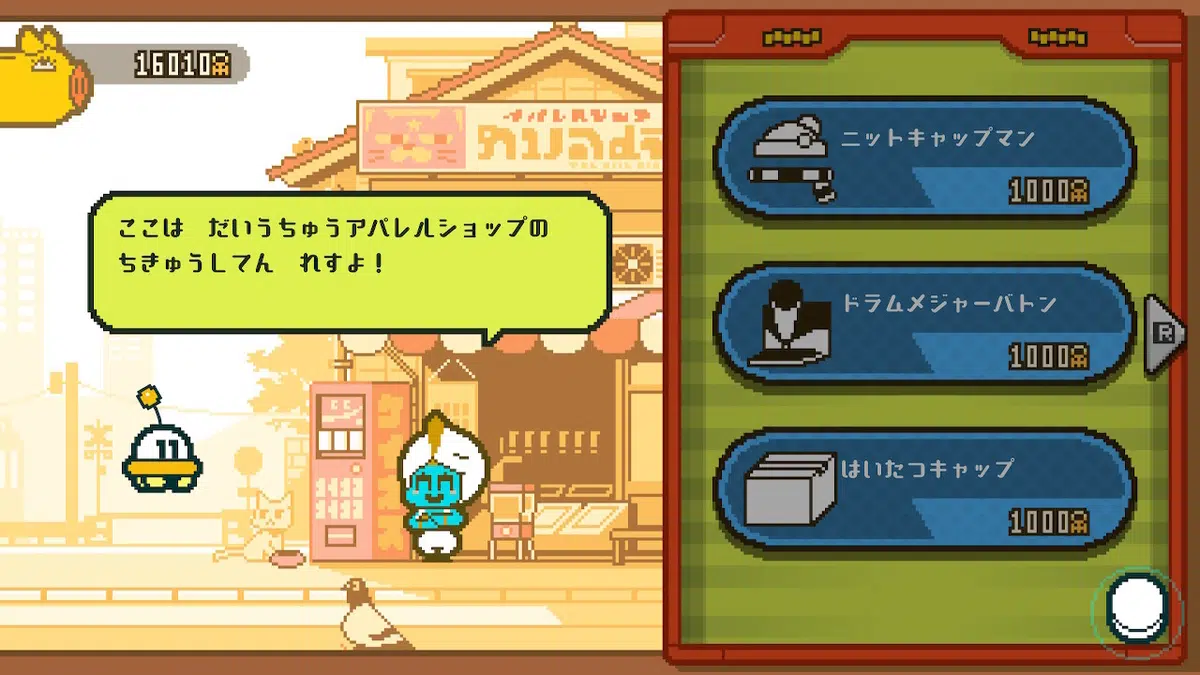 16010
ここは だいうちゅうアパレルショップの
ちきゅうしてん れすよ！
11
ニットキャップマン
1000
ドラムメジャーバトン
1000
R
はいたつキャップ
1000